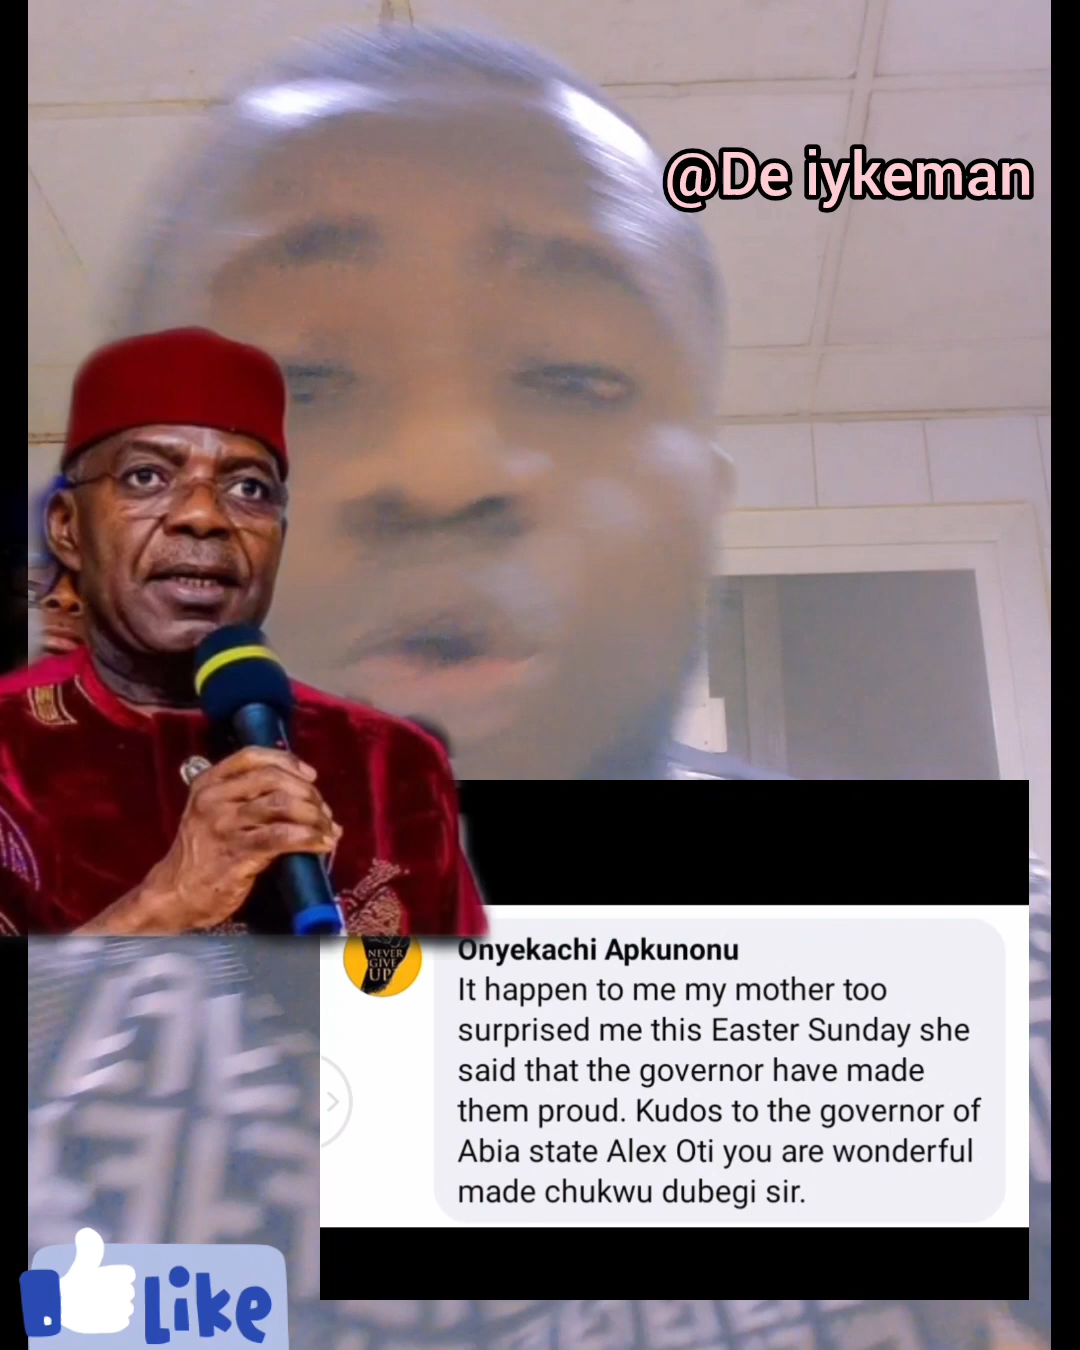 @De iykeman
NEVER
GIVE
UP
Onyekachi Apkunonu
It happen to me my mother too
surprised me this Easter Sunday she
said that the governor have made
them proud. Kudos to the governor of
Abia state Alex Oti you are wonderful
made chukwu dubegi sir.
Like